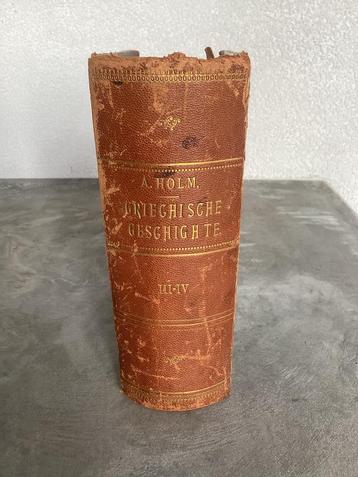 A. HOLM.
GRIECHISCHE
GESCHICHTE.
III-IV